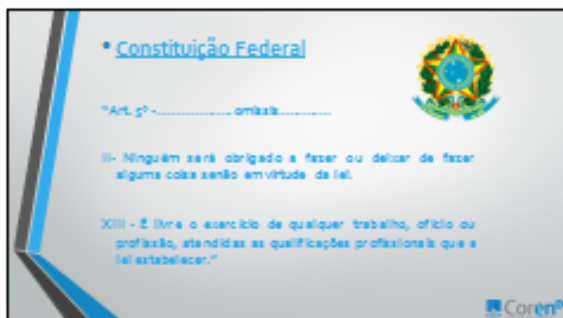 • Constituição Federal
"Art. 5º -..................... omissis...............
II- Ninguém será obrigado a fazer ou deixar de fazer
alguma coisa senão em virtude da lei.
XIII - É livre o exercício de qualquer trabalho, ofício ou
profissão, atendidas as qualificações profissionais que a
lei estabelecer."
Coren